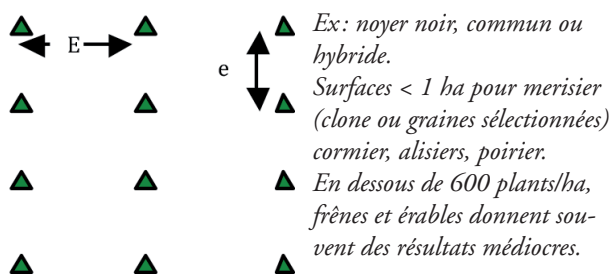 E
e
Ex : noyer noir, commun ou
hybride.
Surfaces < 1 ha pour merisier
(clone ou graines sélectionnées)
cormier, alisiers, poirier.
En dessous de 600 plants/ha,
frênes et érables donnent sou-
vent des résultats médiocres.